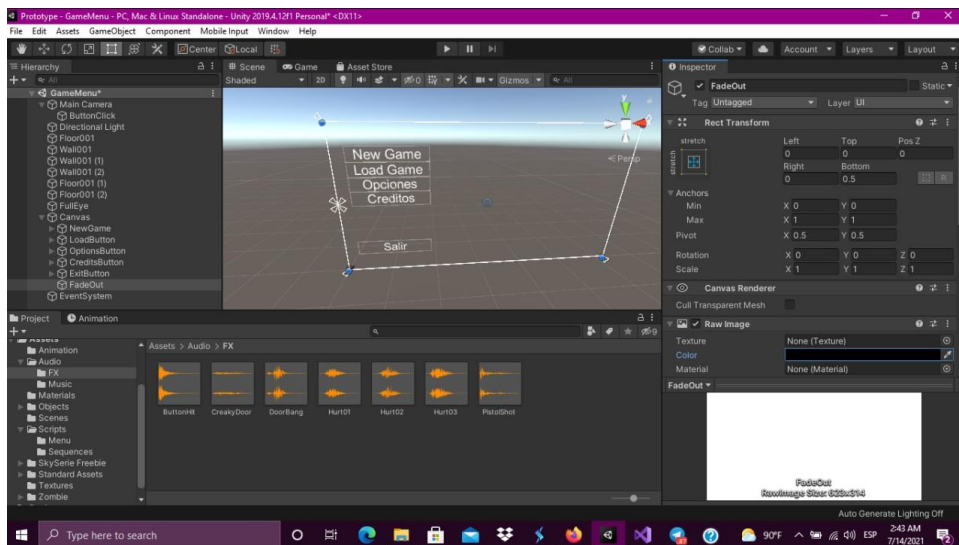 Prototype - GameMenu - PC, Mac & Linux Standalone - Unity 2019.4.12f1 Personal* <DX11>
File Edit Assets GameObject Component Mobile Input Window Help
Center Local Collab Account Layers Layout
Hierarchy
All
GameMenu*
Main Camera
ButtonClick
Directional Light
Floor001
Wall001
Wall001 (1)
Wall001 (2)
Floor001 (1)
Floor001 (2)
FullEye
Canvas
NewGame
LoadButton
OptionsButton
CreditsButton
ExitButton
FadeOut
EventSystem
Scene Game Asset Store
Shaded 2D 0 Gizmos All
y
Persp
New Game
Load Game
Opciones
Creditos
Salir
Inspector
FadeOut Static
Tag Untagged Layer UI
Rect Transform
stretch Left Top Pos Z
stretch 0 0 0
Right Bottom
0 0.5 R
Anchors
Min X 0 Y 0
Max X 1 Y 1
Pivot X 0.5 Y 0.5
Rotation X 0 Y 0 Z 0
Scale X 1 Y 1 Z 1
Canvas Renderer
Cull Transparent Mesh
Raw Image
Texture None (Texture)
Color
Material None (Material)
FadeOut
FadeOut
RawImage Size: 623x314
Auto Generate Lighting Off
Project Animation
9
Assets
Animation
Audio
FX
Music
Materials
Objects
Scenes
Scripts
Menu
Sequences
SkySerie Freebie
Standard Assets
Textures
Zombie
Assets > Audio > FX
ButtonHit CreakyDoor DoorBang Hurt01 Hurt02 Hurt03 PistolShot
Type here to search
90°F ESP 2:43 AM
7/14/2021